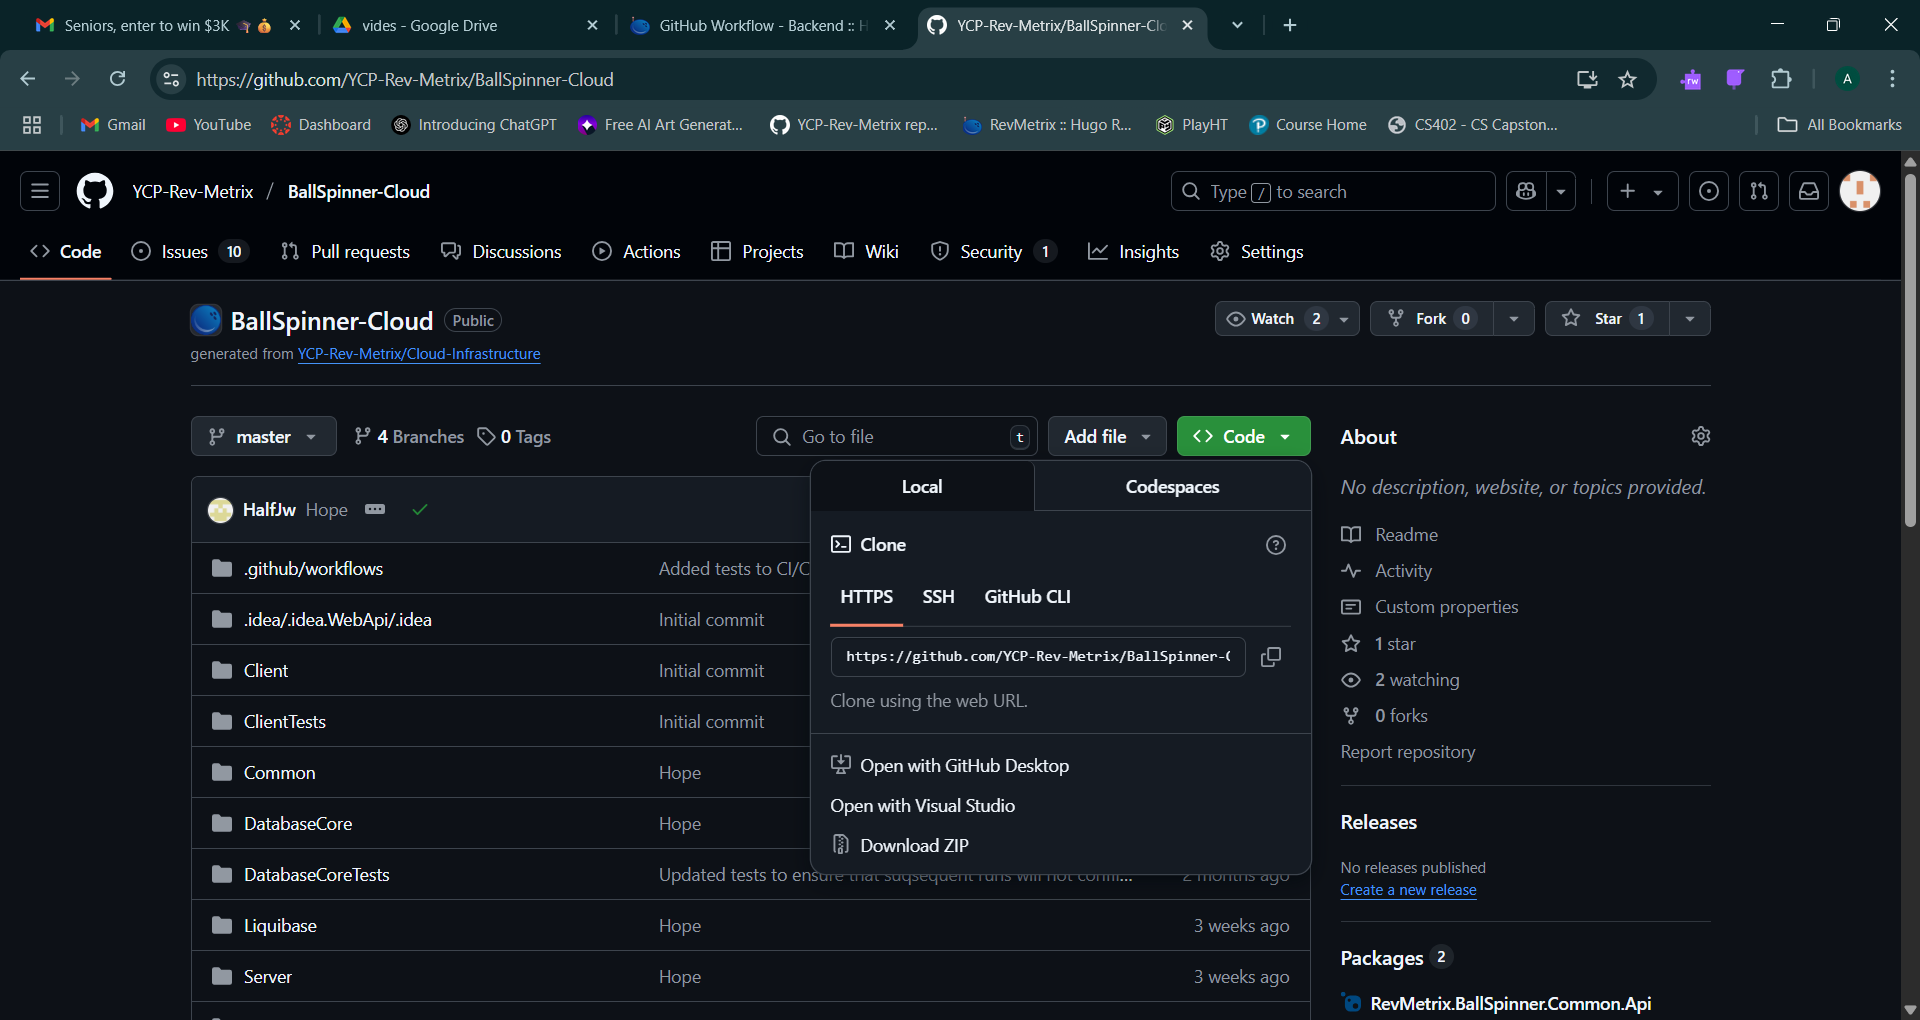 Seniors, enter to win $3K
vides - Google Drive
GitHub Workflow - Backend :: H
YCP-Rev-Metrix/BallSpinner-Clo
https://github.com/YCP-Rev-Metrix/BallSpinner-Cloud
rw
A
Gmail
YouTube
Dashboard
Introducing ChatGPT
Free AI Art Generat...
YCP-Rev-Metrix rep...
RevMetrix :: Hugo R...
PlayHT
Course Home
CS402 - CS Capston...
All Bookmarks
YCP-Rev-Metrix / BallSpinner-Cloud
Type / to search
Code
Issues 10
Pull requests
Discussions
Actions
Projects
Wiki
Security 1
Insights
Settings
BallSpinner-Cloud Public
Watch 2
Fork 0
Star 1
generated from YCP-Rev-Metrix/Cloud-Infrastructure
master
4 Branches
0 Tags
Go to file t
Add file
Code
About
Local
Codespaces
No description, website, or topics provided.
HalfJw Hope
Clone
Readme
.github/workflows Added tests to CI/C
Activity
HTTPS
SSH
GitHub CLI
Custom properties
.idea/.idea.WebApi/.idea Initial commit
1 star
https://github.com/YCP-Rev-Metrix/BallSpinner-(
Client Initial commit
2 watching
Clone using the web URL.
ClientTests Initial commit
0 forks
Report repository
Open with GitHub Desktop
Common Hope
Open with Visual Studio
DatabaseCore Hope
Releases
Download ZIP
No releases published
DatabaseCoreTests Updated tests to ensure that suqsequent runs will not confli... 2 months ago
Create a new release
Liquibase Hope 3 weeks ago
Packages 2
Server Hope 3 weeks ago
RevMetrix.BallSpinner.Common.Api